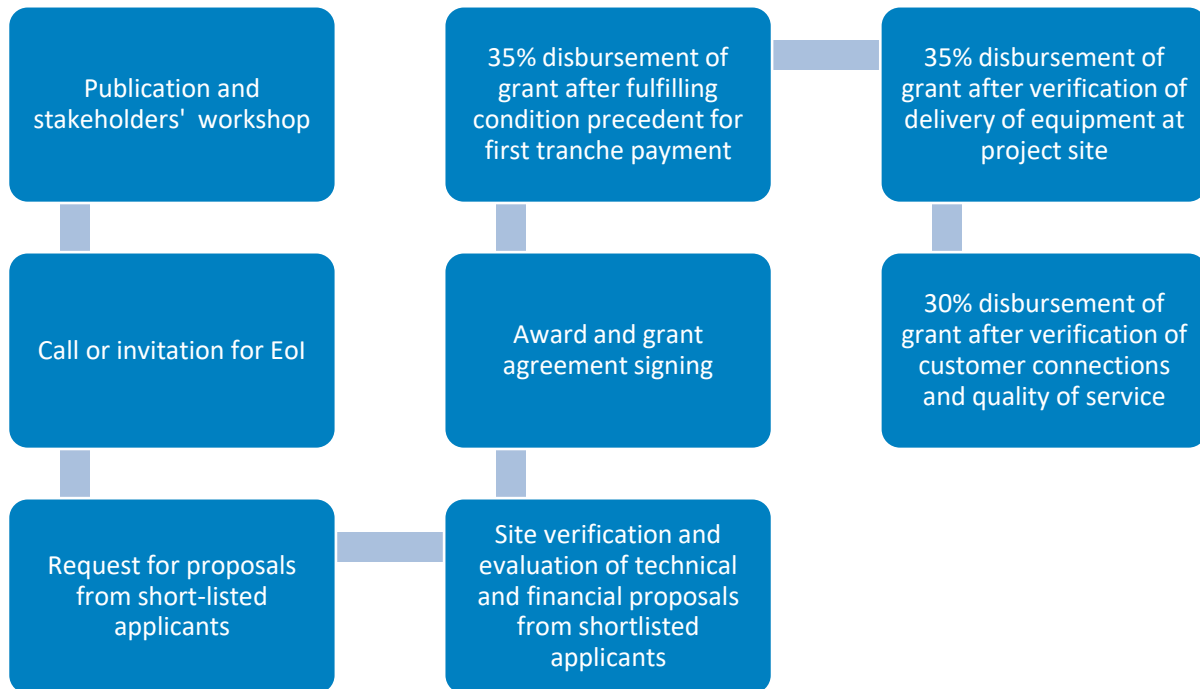 Publication and
stakeholders' workshop
Call or invitation for EoI
Request for proposals
from short-listed
applicants
Site verification and
evaluation of technical
and financial proposals
from shortlisted
applicants
Award and grant
agreement signing
35% disbursement of
grant after fulfilling
condition precedent for
first tranche payment
35% disbursement of
grant after verification of
delivery of equipment at
project site
30% disbursement of
grant after verification of
customer connections
and quality of service